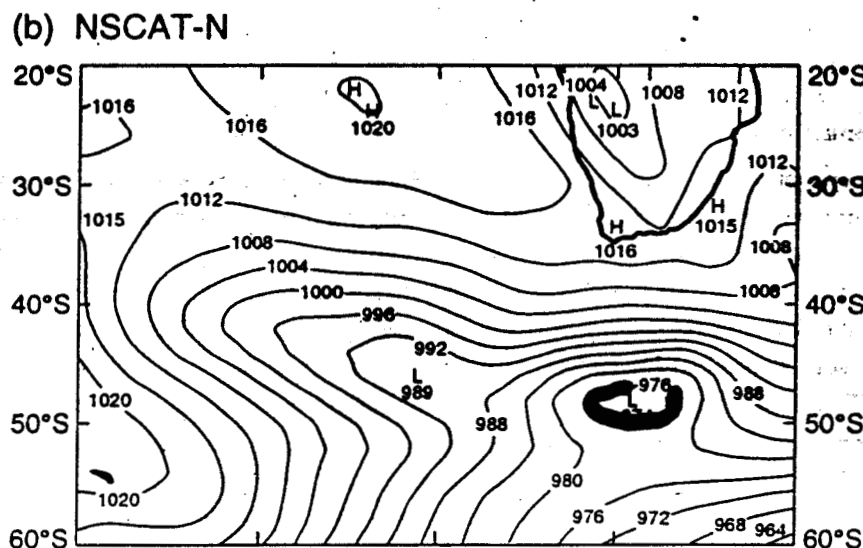 (b) NSCAT-N
20°S 1016 H H 1020 1016 1012 1016 1004 L L 1003 1008 1012 20°S
30°S 1012 1012 H 1015 H 1016 30°S
1015 1008 1004 1000 1008
40°S 996 1008 40°S
992 L 989 976 L 988
1020 50°S 988 50°S
1020 980 976 972 968 964
60°S 60°S